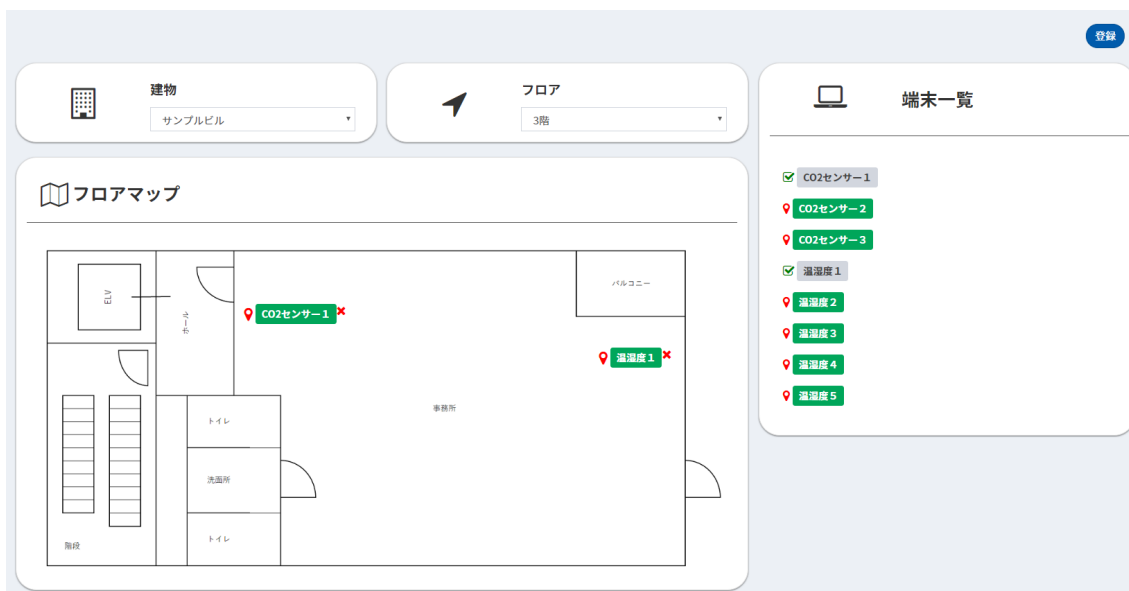 登録
建物
サンプルビル
フロア
3階
端末一覧
フロアマップ
CO2センサー１
CO2センサー２
CO2センサー３
温湿度１
温湿度２
温湿度３
温湿度４
温湿度５
ELV
ホール
CO2センサー１
バルコニー
温湿度１
事務所
トイレ
洗面所
トイレ
階段